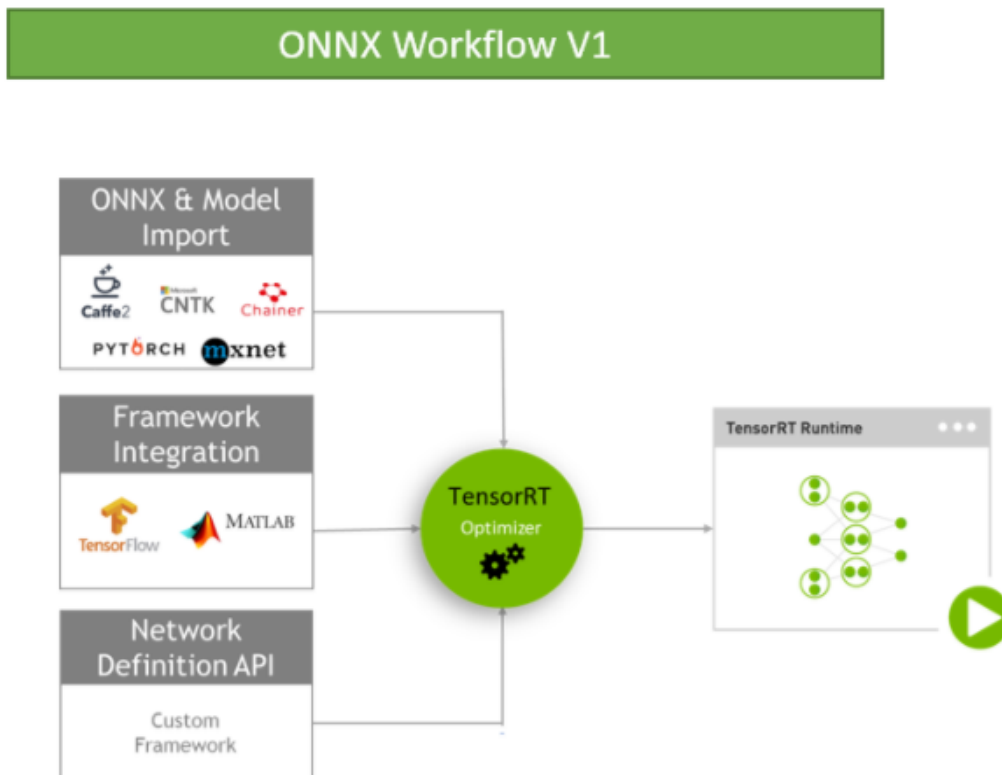 ONNX Workflow V1
ONNX & Model
Import
Caffe2
Microsoft
CNTK
Chainer
PYTORCH
mxnet
Framework
Integration
TensorFlow
MATLAB
Network
Definition API
Custom
Framework
TensorRT
Optimizer
TensorRT Runtime